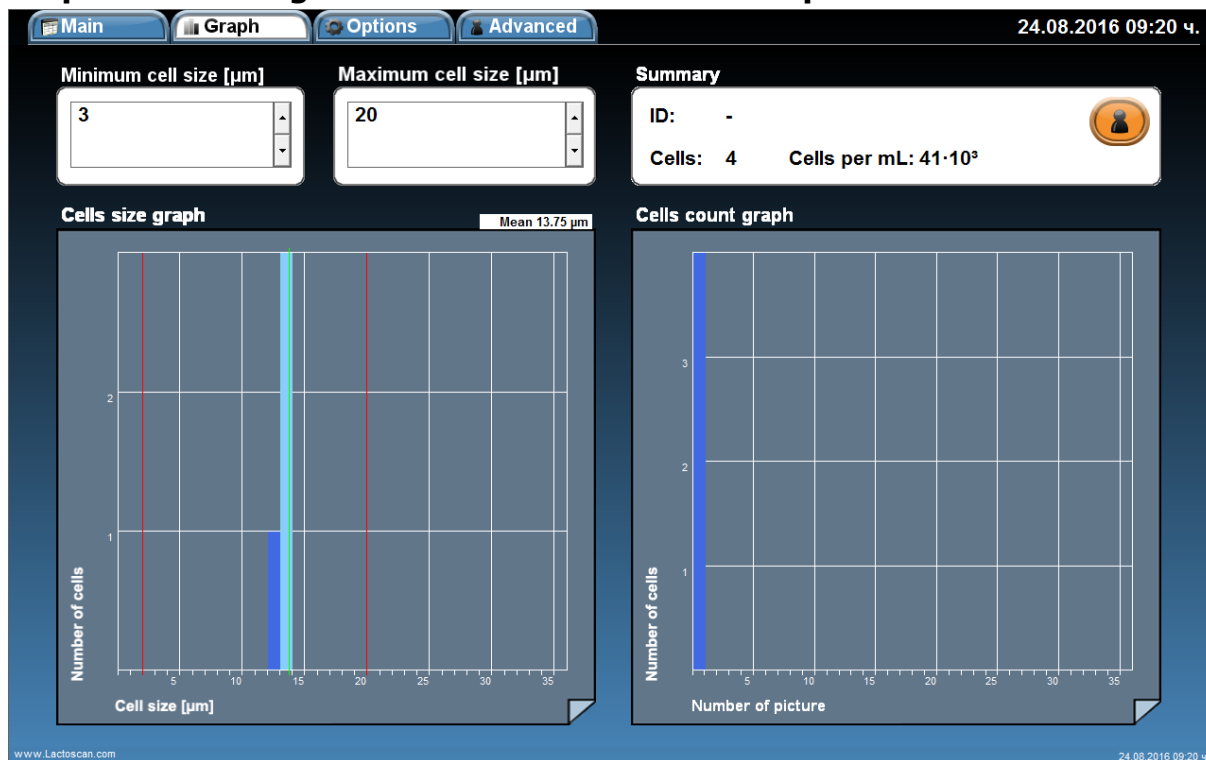 Main
Graph
Options
Advanced
24.08.2016 09:20 ч.
Minimum cell size [µm]
3
Maximum cell size [µm]
20
Summary
ID: -
Cells: 4 Cells per mL: 41·10³
Cells size graph
Mean 13.75 µm
2
1
Number of cells
5 10 15 20 25 30 35
Cell size [µm]
Cells count graph
3
2
1
Number of cells
5 10 15 20 25 30 35
Number of picture
www.Lactoscan.com
24.08.2016 09:20 ч